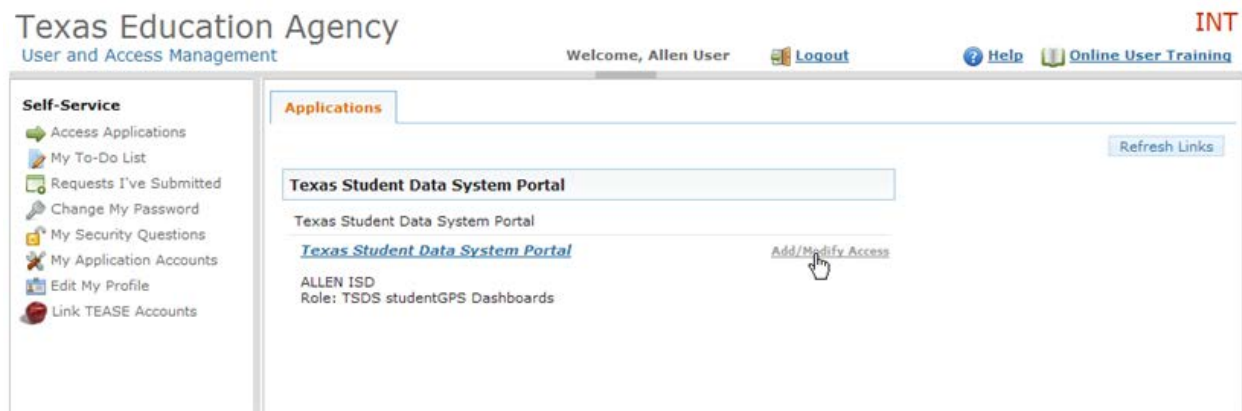 Texas Education Agency
INT
User and Access Management
Welcome, Allen User
Logout
Help
Online User Training
Self-Service
Access Applications
My To-Do List
Requests I've Submitted
Change My Password
My Security Questions
My Application Accounts
Edit My Profile
Link TEASE Accounts
Applications
Refresh Links
Texas Student Data System Portal
Texas Student Data System Portal
Texas Student Data System Portal
Add/Modify Access
ALLEN ISD
Role: TSDS studentGPS Dashboards